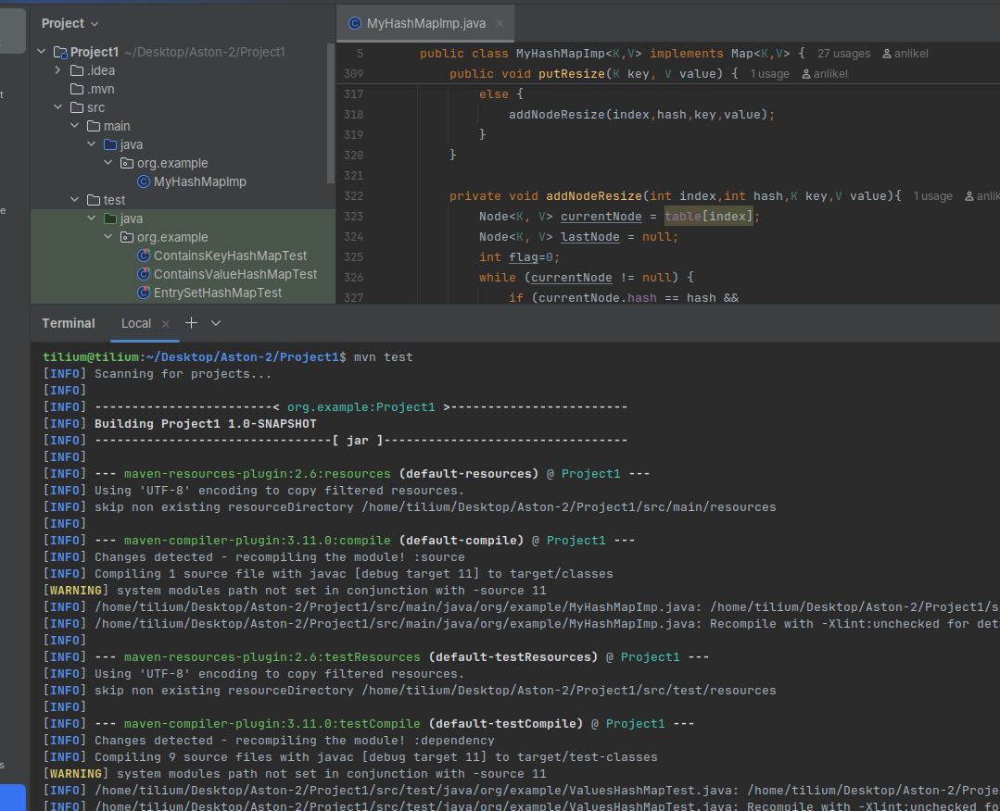 Project
MyHashMapImp.java
Project1 ~/Desktop/Aston-2/Project1
.idea
.mvn
src
main
java
org.example
MyHashMapImp
test
java
org.example
ContainsKeyHashMapTest
ContainsValueHashMapTest
EntrySetHashMapTest
5 public class MyHashMapImp<K,V> implements Map<K,V> { 27 usages anlikel
309 public void putResize(K key, V value) { 1 usage anlikel
317 else {
318 addNodeResize(index,hash,key,value);
319 }
320 }
321
322 private void addNodeResize(int index,int hash,K key,V value){ 1 usage anlik
323 Node<K, V> currentNode = table[index];
324 Node<K, V> lastNode = null;
325 int flag=0;
326 while (currentNode != null) {
327 if (currentNode.hash == hash &&
Terminal Local
tilium@tilium:~/Desktop/Aston-2/Project1$ mvn test
[INFO] Scanning for projects...
[INFO]
[INFO] ------------------------< org.example:Project1 >------------------------
[INFO] Building Project1 1.0-SNAPSHOT
[INFO] --------------------------------[ jar ]---------------------------------
[INFO]
[INFO] --- maven-resources-plugin:2.6:resources (default-resources) @ Project1 ---
[INFO] Using 'UTF-8' encoding to copy filtered resources.
[INFO] skip non existing resourceDirectory /home/tilium/Desktop/Aston-2/Project1/src/main/resources
[INFO]
[INFO] --- maven-compiler-plugin:3.11.0:compile (default-compile) @ Project1 ---
[INFO] Changes detected - recompiling the module! :source
[INFO] Compiling 1 source file with javac [debug target 11] to target/classes
[WARNING] system modules path not set in conjunction with -source 11
[INFO] /home/tilium/Desktop/Aston-2/Project1/src/main/java/org/example/MyHashMapImp.java: /home/tilium/Desktop/Aston-2/Project1/s
[INFO] /home/tilium/Desktop/Aston-2/Project1/src/main/java/org/example/MyHashMapImp.java: Recompile with -Xlint:unchecked for det
[INFO]
[INFO] --- maven-resources-plugin:2.6:testResources (default-testResources) @ Project1 ---
[INFO] Using 'UTF-8' encoding to copy filtered resources.
[INFO] skip non existing resourceDirectory /home/tilium/Desktop/Aston-2/Project1/src/test/resources
[INFO]
[INFO] --- maven-compiler-plugin:3.11.0:testCompile (default-testCompile) @ Project1 ---
[INFO] Changes detected - recompiling the module! :dependency
[INFO] Compiling 9 source files with javac [debug target 11] to target/test-classes
[WARNING] system modules path not set in conjunction with -source 11
[INFO] /home/tilium/Desktop/Aston-2/Project1/src/test/java/org/example/ValuesHashMapTest.java: /home/tilium/Desktop/Aston-2/Proje
[INFO] /home/tilium/Desktop/Aston-2/Project1/src/test/java/org/example/ValuesHashMapTest.java: Recompile with -Xlint:unchecked fo